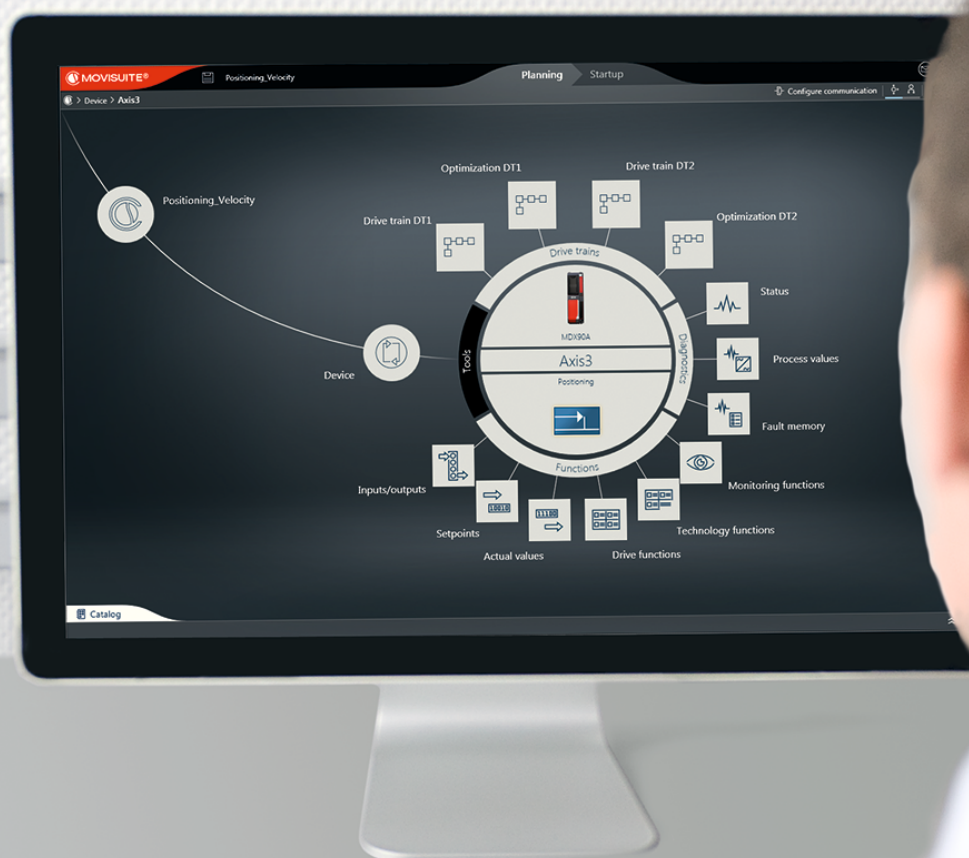 MOVISUITE®
Positioning_Velocity
Planning
Startup
Device > Axis3
Configure communication
Positioning_Velocity
Device
Drive train DT1
Optimization DT1
Drive train DT2
Optimization DT2
Drive trains
Status
Process values
Fault memory
Diagnostics
Tools
MDX90A
Axis3
Positioning
Functions
Inputs/outputs
Setpoints
10010
Actual values
11100
Drive functions
Technology functions
Monitoring functions
Catalog